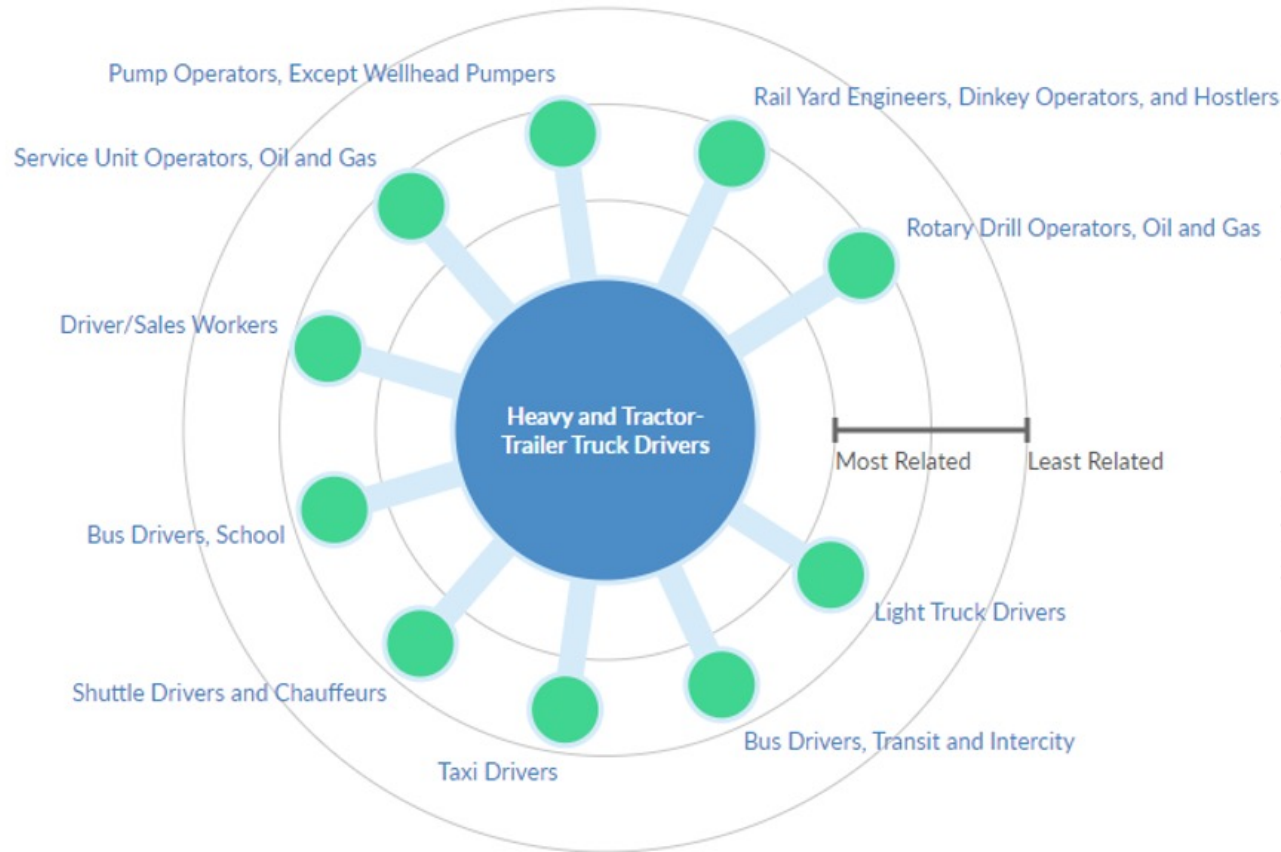 Pump Operators, Except Wellhead Pumpers
Rail Yard Engineers, Dinkey Operators, and Hostlers
Service Unit Operators, Oil and Gas
Rotary Drill Operators, Oil and Gas
Driver/Sales Workers
Heavy and Tractor-
Trailer Truck Drivers
Most Related
Least Related
Bus Drivers, School
Light Truck Drivers
Shuttle Drivers and Chauffeurs
Bus Drivers, Transit and Intercity
Taxi Drivers